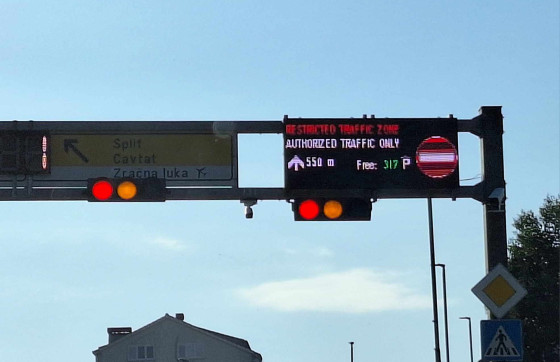 Split
Cavtat
Zračna luka
RESTRICTED TRAFFIC ZONE
AUTHORIZED TRAFFIC ONLY
550 m Free: 317 P